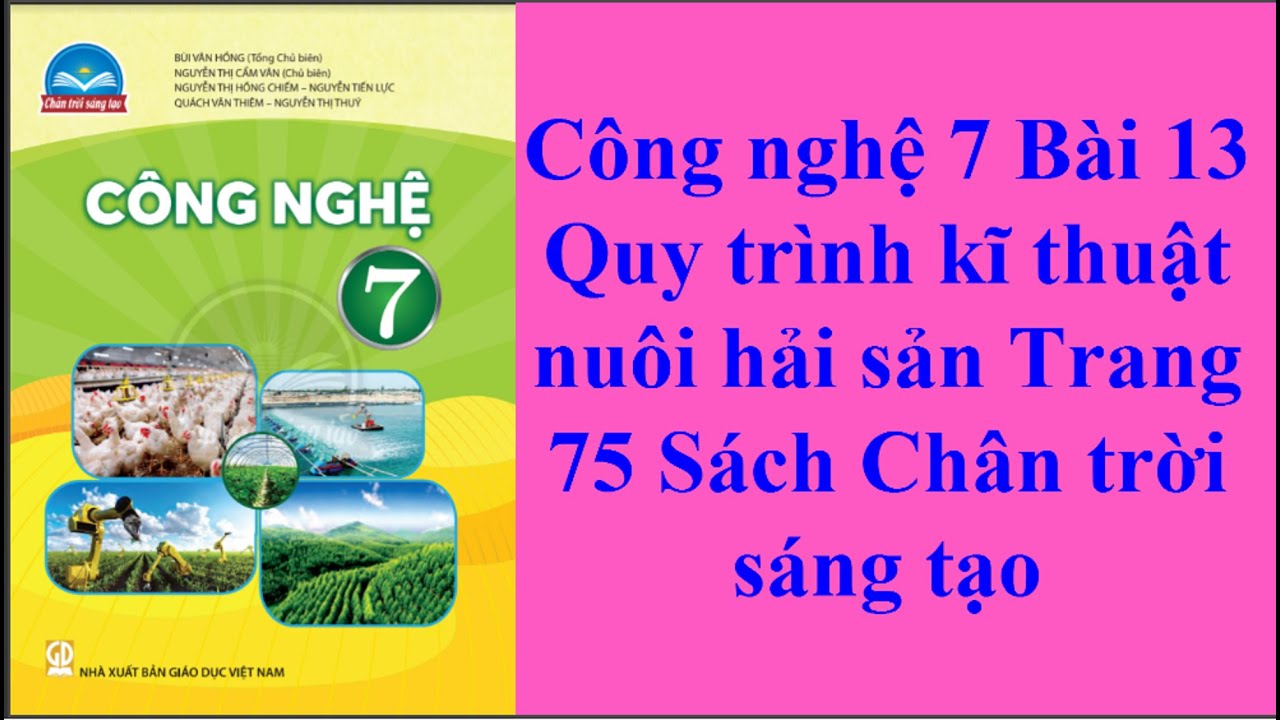 Chân trời sáng tạo
BÙI VĂN HỒNG (Tổng Chủ biên)
NGUYỄN THỊ CẨM VÂN (Chủ biên)
NGUYỄN THỊ HỒNG CHIẾM – NGUYỄN TIẾN LỰC
QUÁCH VĂN THIÊM – NGUYỄN THỊ THUÝ
CÔNG NGHỆ
7
GD
NHÀ XUẤT BẢN GIÁO DỤC VIỆT NAM
Công nghệ 7 Bài 13
Quy trình kĩ thuật
nuôi hải sản Trang
75 Sách Chân trời
sáng tạo